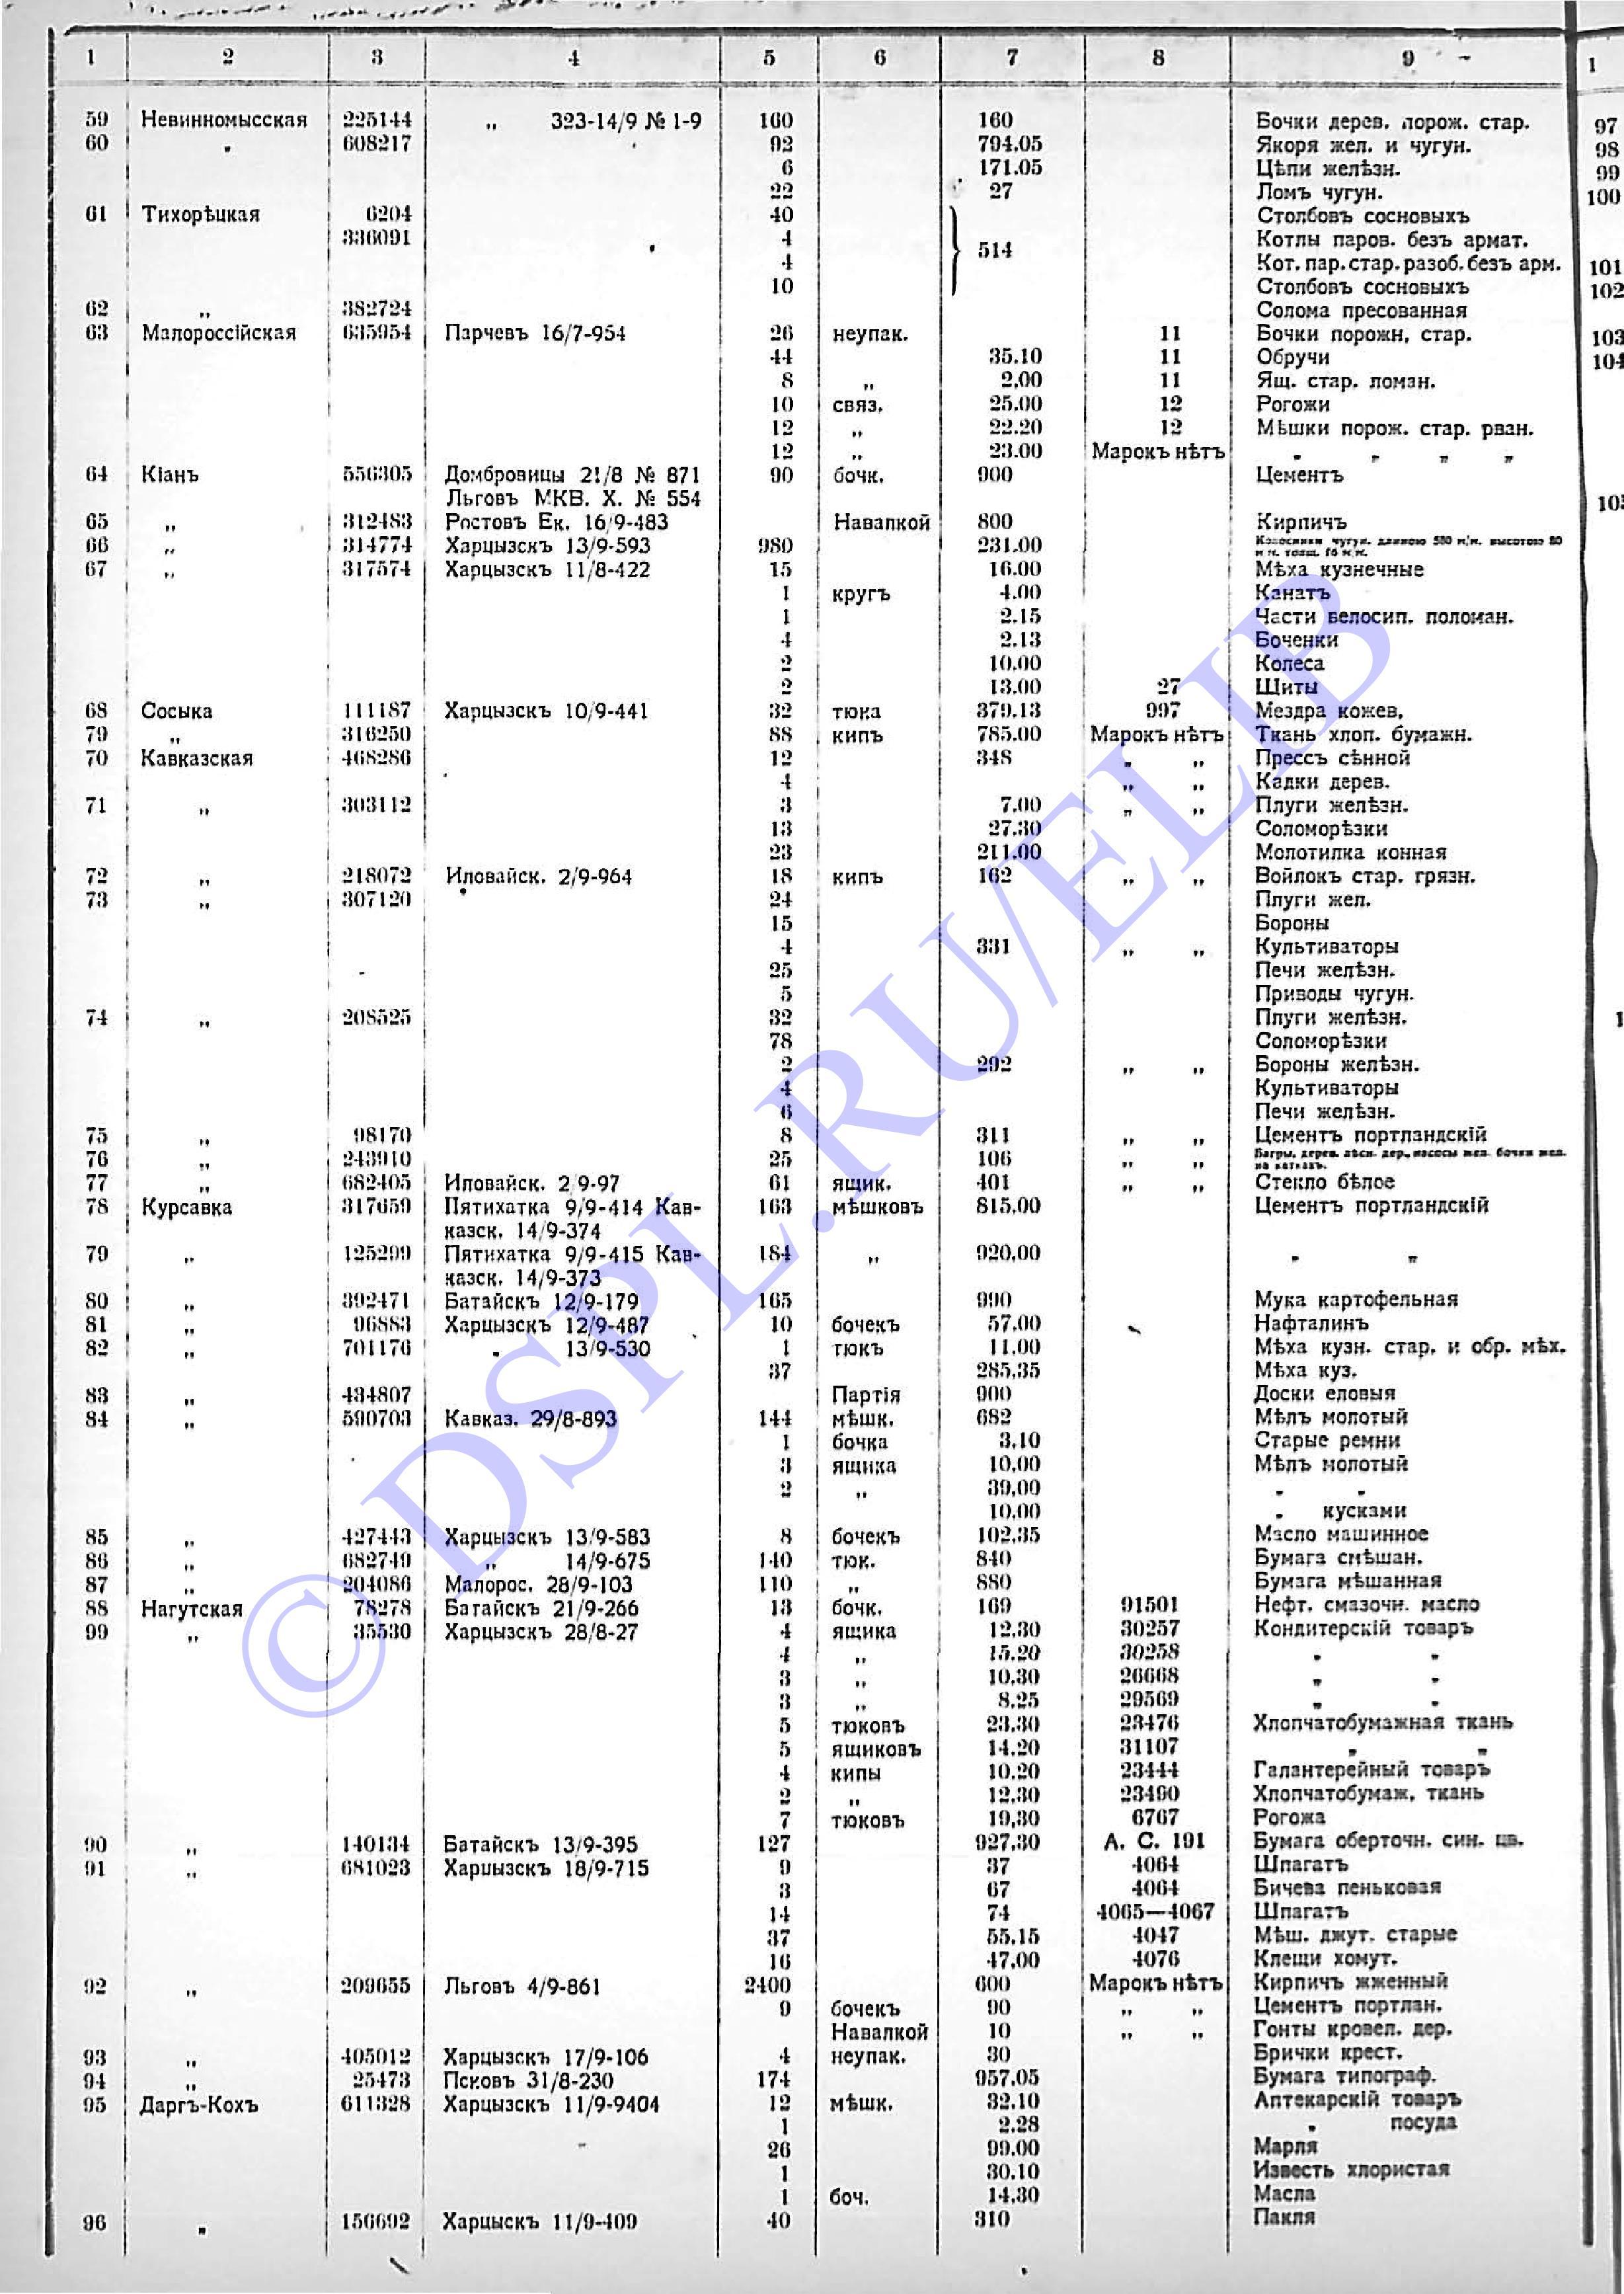 1 2 3 4 5 6 7 8 9 1
59 Невинномысская 225144 „ 323-14/9 № 1-9 160 160 Бочки дерев. порож. стар. 97
60 „ 608217 92 794.05 Якоря жел. и чугун. 98
6 171.05 Цѣпи желѣзн. 99
22 27 Ломъ чугун. 100
61 Тихорѣцкая 6204 40 Столбовъ сосновыхъ
336091 4 Котлы паров. безъ армат.
514
4 Кот. пар. стар. разоб. безъ арм. 101
10 Столбовъ сосновыхъ 102
62 „ 382724 Солома пресованная
63 Малороссійская 635954 Парчевъ 16/7-954 26 неупак. 11 Бочки порожн, стар. 103
44 35.10 11 Обручи 104
8 „ 2.00 11 Ящ. стар. ломан.
10 связ. 25.00 12 Рогожи
12 „ 22.20 12 Мѣшки порож. стар. рван.
12 „ 23.00 Марокъ нѣтъ „ „ „ „
64 Кіанъ 556305 Домбровицы 21/8 № 871 90 бочк. 900 Цементъ
Льговъ МКВ. Х. № 554
65 „ 312483 Ростовъ Ек. 16/9-483 Навалкой 800 Кирпичъ
66 „ 314774 Харцызскъ 13/9-593 980 231.00 Колосники чугун. длиною 580 м/м. высотою 80
м/м. толщ. 16 м/м.
67 „ 317574 Харцызскъ 11/8-422 15 16.00 Мѣха кузнечные
1 кругъ 4.00 Канатъ
1 2.15 Части велосип. поломан.
4 2.13 Боченки
2 10.00 Колеса
2 13.00 27 Щиты
68 Сосыка 111187 Харцызскъ 10/9-441 32 тюка 379.13 997 Мездра кожев,
79 „ 316250 88 кипъ 785.00 Марокъ нѣтъ Ткань хлоп. бумажн.
70 Кавказская 468286 12 348 „ „ Прессъ сѣнной
4 „ „ Кадки дерев.
71 „ 303112 3 7.00 „ „ Плуги желѣзн.
13 27.30 Соломорѣзки
23 211.00 Молотилка конная
72 „ 218072 Иловайск. 2/9-964 18 кипъ 162 „ „ Войлокъ стар. грязн.
73 „ 307120 24 Плуги жел.
15 Бороны
4 331 „ „ Культиваторы
25 Печи желѣзн.
5 Приводы чугун.
74 „ 208525 32 Плуги желѣзн.
78 Соломорѣзки
2 292 „ „ Бороны желѣзн.
4 Культиваторы
6 Печи желѣзн.
75 „ 98170 8 311 „ „ Цементъ портландскій
76 „ 243910 25 106 „ „ Багры, дерев. лѣсн. дер. насосы жел. бочки жел.
на каткахъ.
77 „ 682405 Иловайск. 2/9-97 61 ящик. 401 „ „ Стекло бѣлое
78 Курсавка 317659 Пятихатка 9/9-414 Кав- 163 мѣшковъ 815.00 Цементъ портландскій
казск. 14/9-374
79 „ 125299 Пятихатка 9/9-415 Кав- 184 „ 920.00 „ „
казск. 14/9-373
80 „ 392471 Батайскъ 12/9-179 165 990 Мука картофельная
81 „ 96883 Харцызскъ 12/9-487 10 бочекъ 57.00 Нафталинъ
82 „ 701176 „ 13/9-530 1 тюкъ 11.00 Мѣха кузн. стар. и обр. мѣх.
37 285.35 Мѣха куз.
83 „ 434807 Партія 900 Доски еловыя
84 „ 590703 Кавказ. 29/8-893 144 мѣшк. 682 Мѣлъ молотый
1 бочка 3.10 Старые ремни
3 ящика 10.00 Мѣлъ молотый
2 „ 39.00 „ „
10.00 „ кусками
85 „ 427443 Харцызскъ 13/9-583 8 бочекъ 102.35 Масло машинное
86 „ 682749 „ 14/9-675 140 тюк. 840 Бумага смѣшан.
87 „ 204086 Малорос. 28/9-103 110 „ 880 Бумага мѣшанная
88 Нагутская 78278 Батайскъ 21/9-266 13 бочк. 169 91501 Нефт. смазочн. масло
99 „ 35530 Харцызскъ 28/8-27 4 ящика 12.30 30257 Кондитерскій товаръ
4 „ 15.20 30258 „ „
3 „ 10.30 26668 „ „
3 „ 8.25 29569 „ „
5 тюковъ 23.30 23476 Хлопчатобумажная ткань
5 ящиковъ 14.20 31107 „ „
4 кипы 10.20 23444 Галантерейный товаръ
2 „ 12.30 23490 Хлопчатобумаж. ткань
7 тюковъ 19.30 6767 Рогожа
90 „ 140134 Батайскъ 13/9-395 127 927.30 А. С. 191 Бумага оберточн. син. цв.
91 „ 681023 Харцызскъ 18/9-715 9 37 4064 Шпагатъ
3 67 4064 Бичева пеньковая
14 74 4065—4067 Шпагатъ
37 55.15 4047 Мѣш. джут. старые
16 47.00 4076 Клещи хомут.
92 „ 209655 Льговъ 4/9-861 2400 600 Марокъ нѣтъ Кирпичъ жженный
9 бочекъ 90 „ „ Цементъ портлан.
Навалкой 10 „ „ Гонты кровел. дер.
93 „ 405012 Харцызскъ 17/9-106 4 неупак. 30 Брички крест.
94 „ 25473 Псковъ 31/8-230 174 957.05 Бумага типограф.
95 Даргъ-Кохъ 611328 Харцызскъ 11/9-9404 12 мѣшк. 32.10 Аптекарскій товаръ
1 2.28 „ посуда
26 99.00 Марля
1 30.10 Известь хлористая
1 боч. 14.30 Масла
96 „ 156692 Харцыскъ 11/9-409 40 310 Пакля
© DSPL.RU/ELIB